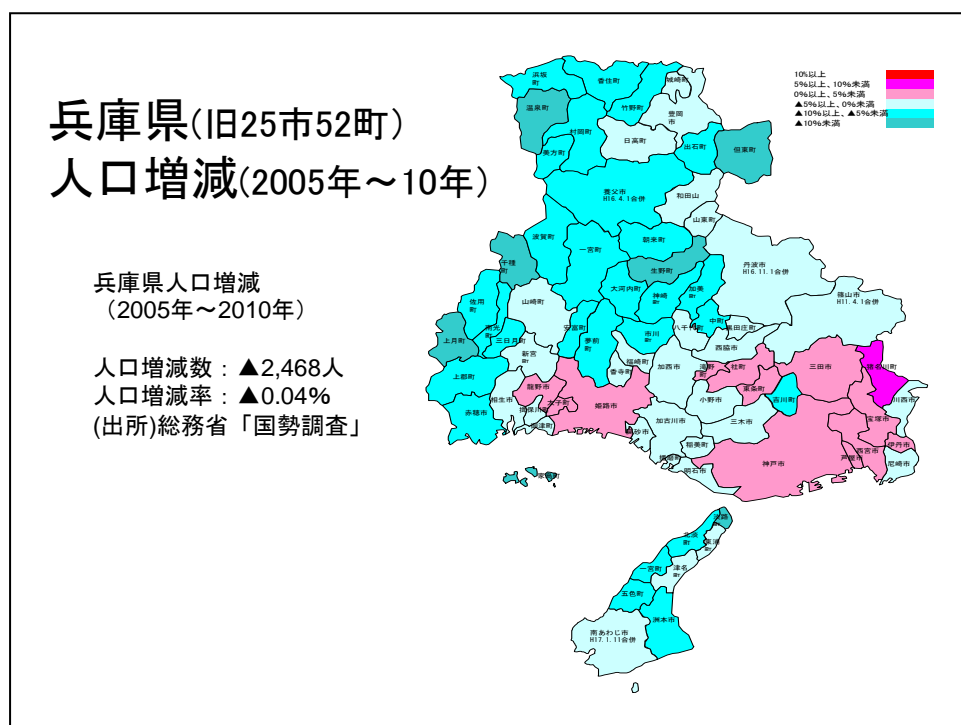 兵庫県(旧25市52町)
人口増減(2005年～10年)
兵庫県人口増減
（2005年～2010年）
人口増減数：▲2,468人
人口増減率：▲0.04%
(出所)総務省「国勢調査」
10%以上
5%以上、10%未満
0%以上、5%未満
▲5%以上、0%未満
▲10%以上、▲5%未満
▲10%未満
浜坂町
香住町
城崎町
温泉町
竹野町
豊岡市
村岡町
日高町
出石町
但東町
美方町
養父市
H16.4.1合併
和田山
山東町
波賀町
一宮町
朝来町
千種町
生野町
丹波市
H16.11.1合併
大河内町
神崎町
加美町
篠山市
H11.4.1合併
佐用町
山崎町
中町
黒田庄町
八千代町
南光町
安富町
上月町
三日月町
夢前町
市川町
西脇市
新宮町
福崎町
加西市
滝野町
社町
三田市
猪名川町
上郡町
香寺町
東条町
龍野市
相生市
太子町
姫路市
小野市
吉川町
川西市
赤穂市
揖保川町
御津町
加古川市
三木市
宝塚市
高砂市
稲美町
伊丹市
播磨町
西宮市
芦屋市
神戸市
尼崎市
明石市
家島町
淡路町
北淡町
東浦町
一宮町
津名町
五色町
洲本市
南あわじ市
H17.1.11合併